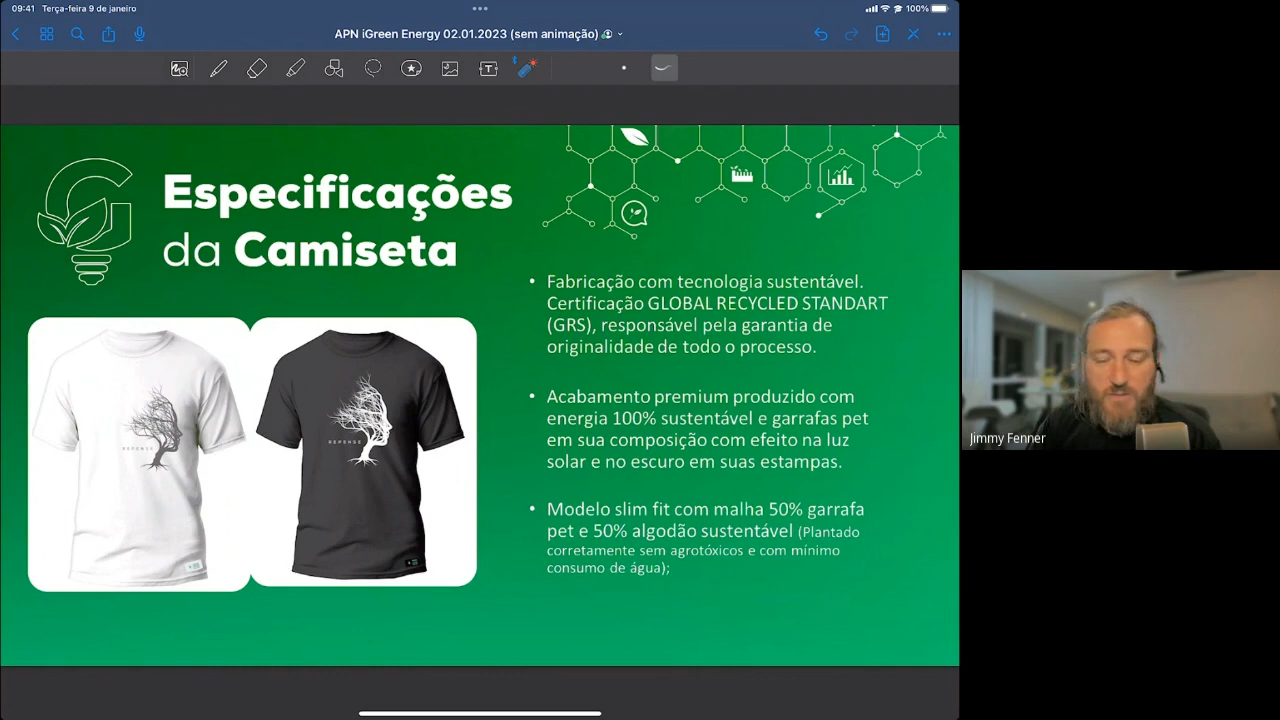 09:41 Terça-feira 9 de janeiro
100%
APN iGreen Energy 02.01.2023 (sem animação)
T
Especificações
da Camiseta
REPENSE
REPENSE
• Fabricação com tecnologia sustentável.
Certificação GLOBAL RECYCLED STANDART
(GRS), responsável pela garantia de
originalidade de todo o processo.
• Acabamento premium produzido com
energia 100% sustentável e garrafas pet
em sua composição com efeito na luz
solar e no escuro em suas estampas.
• Modelo slim fit com malha 50% garrafa
pet e 50% algodão sustentável (Plantado
corretamente sem agrotóxicos e com mínimo
consumo de água);
Jimmy Fenner